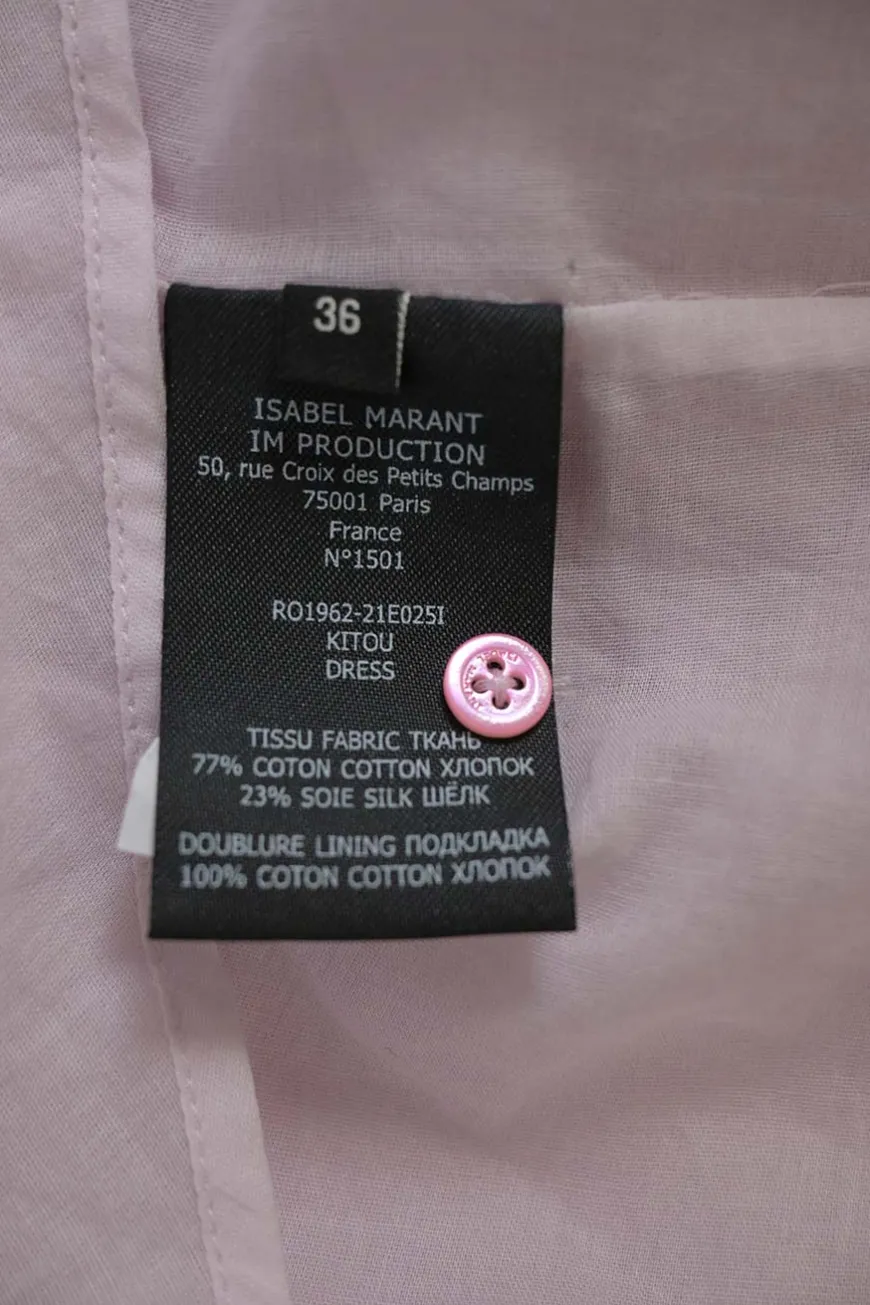 36
ISABEL MARANT
IM PRODUCTION
50, rue Croix des Petits Champs
75001 Paris
France
N°1501
RO1962-21E025I
KITOU
DRESS
TISSU FABRIC ТКАНЬ
77% COTON COTTON ХЛОПОК
23% SOIE SILK ШЁЛК
DOUBLURE LINING ПОДКЛАДКА
100% COTON COTTON ХЛОПОК